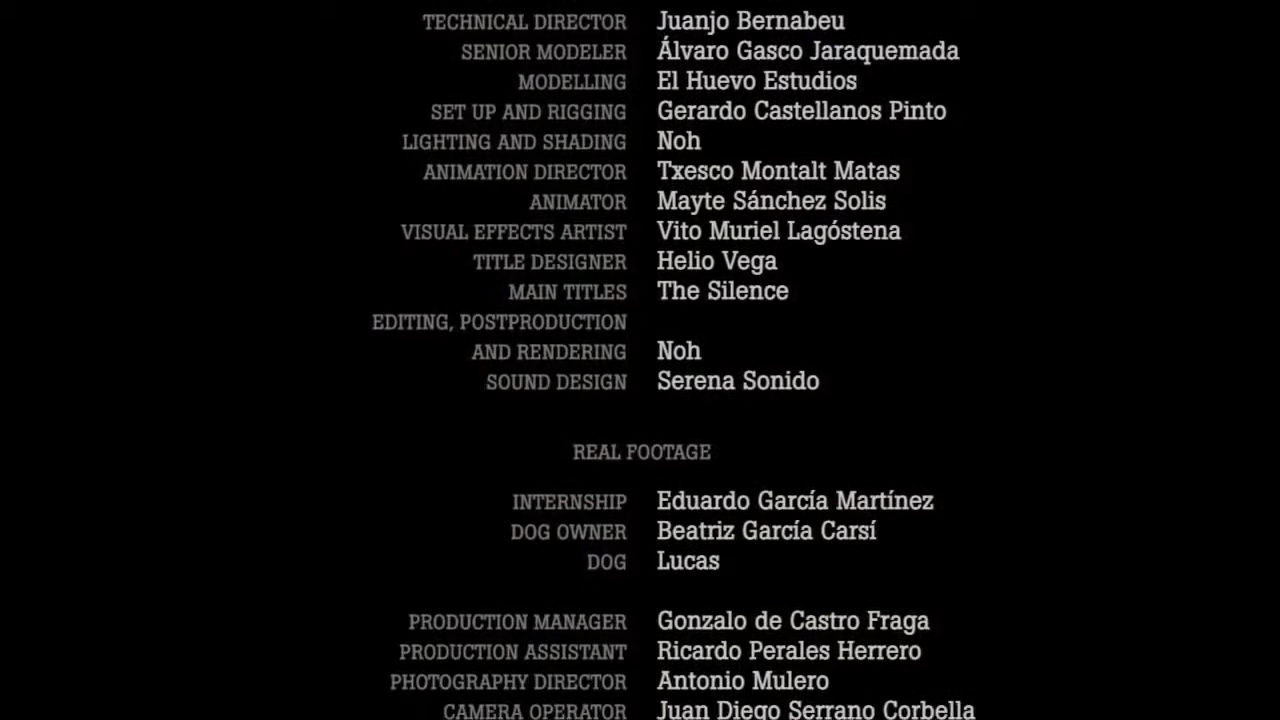 TECHNICAL DIRECTOR Juanjo Bernabeu
SENIOR MODELER Álvaro Gasco Jaraquemada
MODELLING El Huevo Estudios
SET UP AND RIGGING Gerardo Castellanos Pinto
LIGHTING AND SHADING Noh
ANIMATION DIRECTOR Txesco Montalt Matas
ANIMATOR Mayte Sánchez Solis
VISUAL EFFECTS ARTIST Vito Muriel Lagóstena
TITLE DESIGNER Helio Vega
MAIN TITLES The Silence
EDITING, POSTPRODUCTION
AND RENDERING Noh
SOUND DESIGN Serena Sonido
REAL FOOTAGE
INTERNSHIP Eduardo García Martínez
DOG OWNER Beatriz García Carsí
DOG Lucas
PRODUCTION MANAGER Gonzalo de Castro Fraga
PRODUCTION ASSISTANT Ricardo Perales Herrero
PHOTOGRAPHY DIRECTOR Antonio Mulero
CAMERA OPERATOR Juan Diego Serrano Corbella